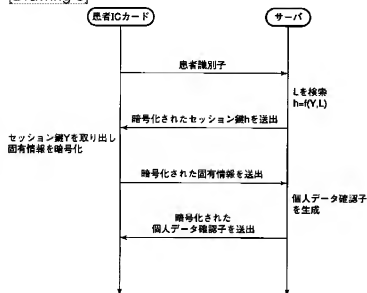 患者ICカード
サーバ
患者識別子
Lを検索
h=f(Y,L)
暗号化されたセッション鍵hを送出
セッション鍵Yを取り出し
固有情報を暗号化
暗号化された固有情報を送出
個人データ確認子
を生成
暗号化された
個人データ確認子を送出